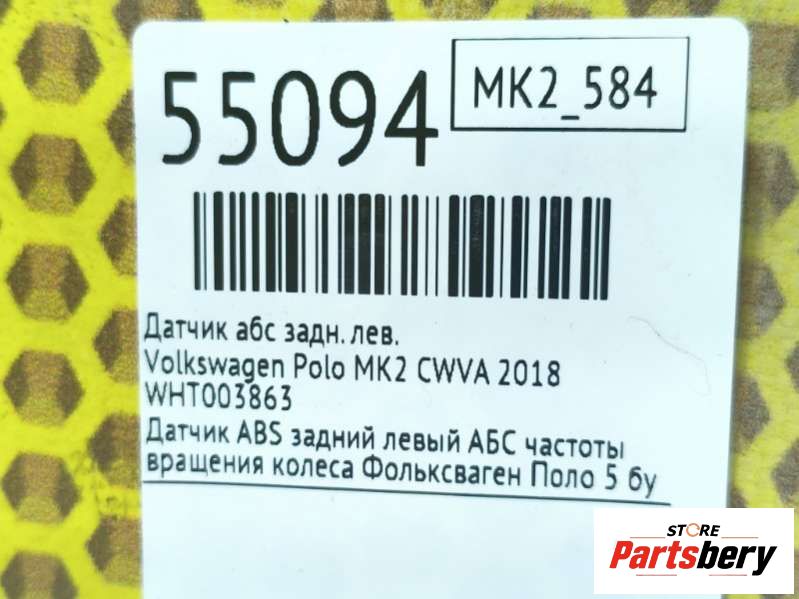 55094
MK2_584
Датчик абс задн. лев.
Volkswagen Polo MK2 CWVA 2018
WHT003863
Датчик ABS задний левый АБС частоты
вращения колеса Фольксваген Поло 5 бу
STORE
Partsbery